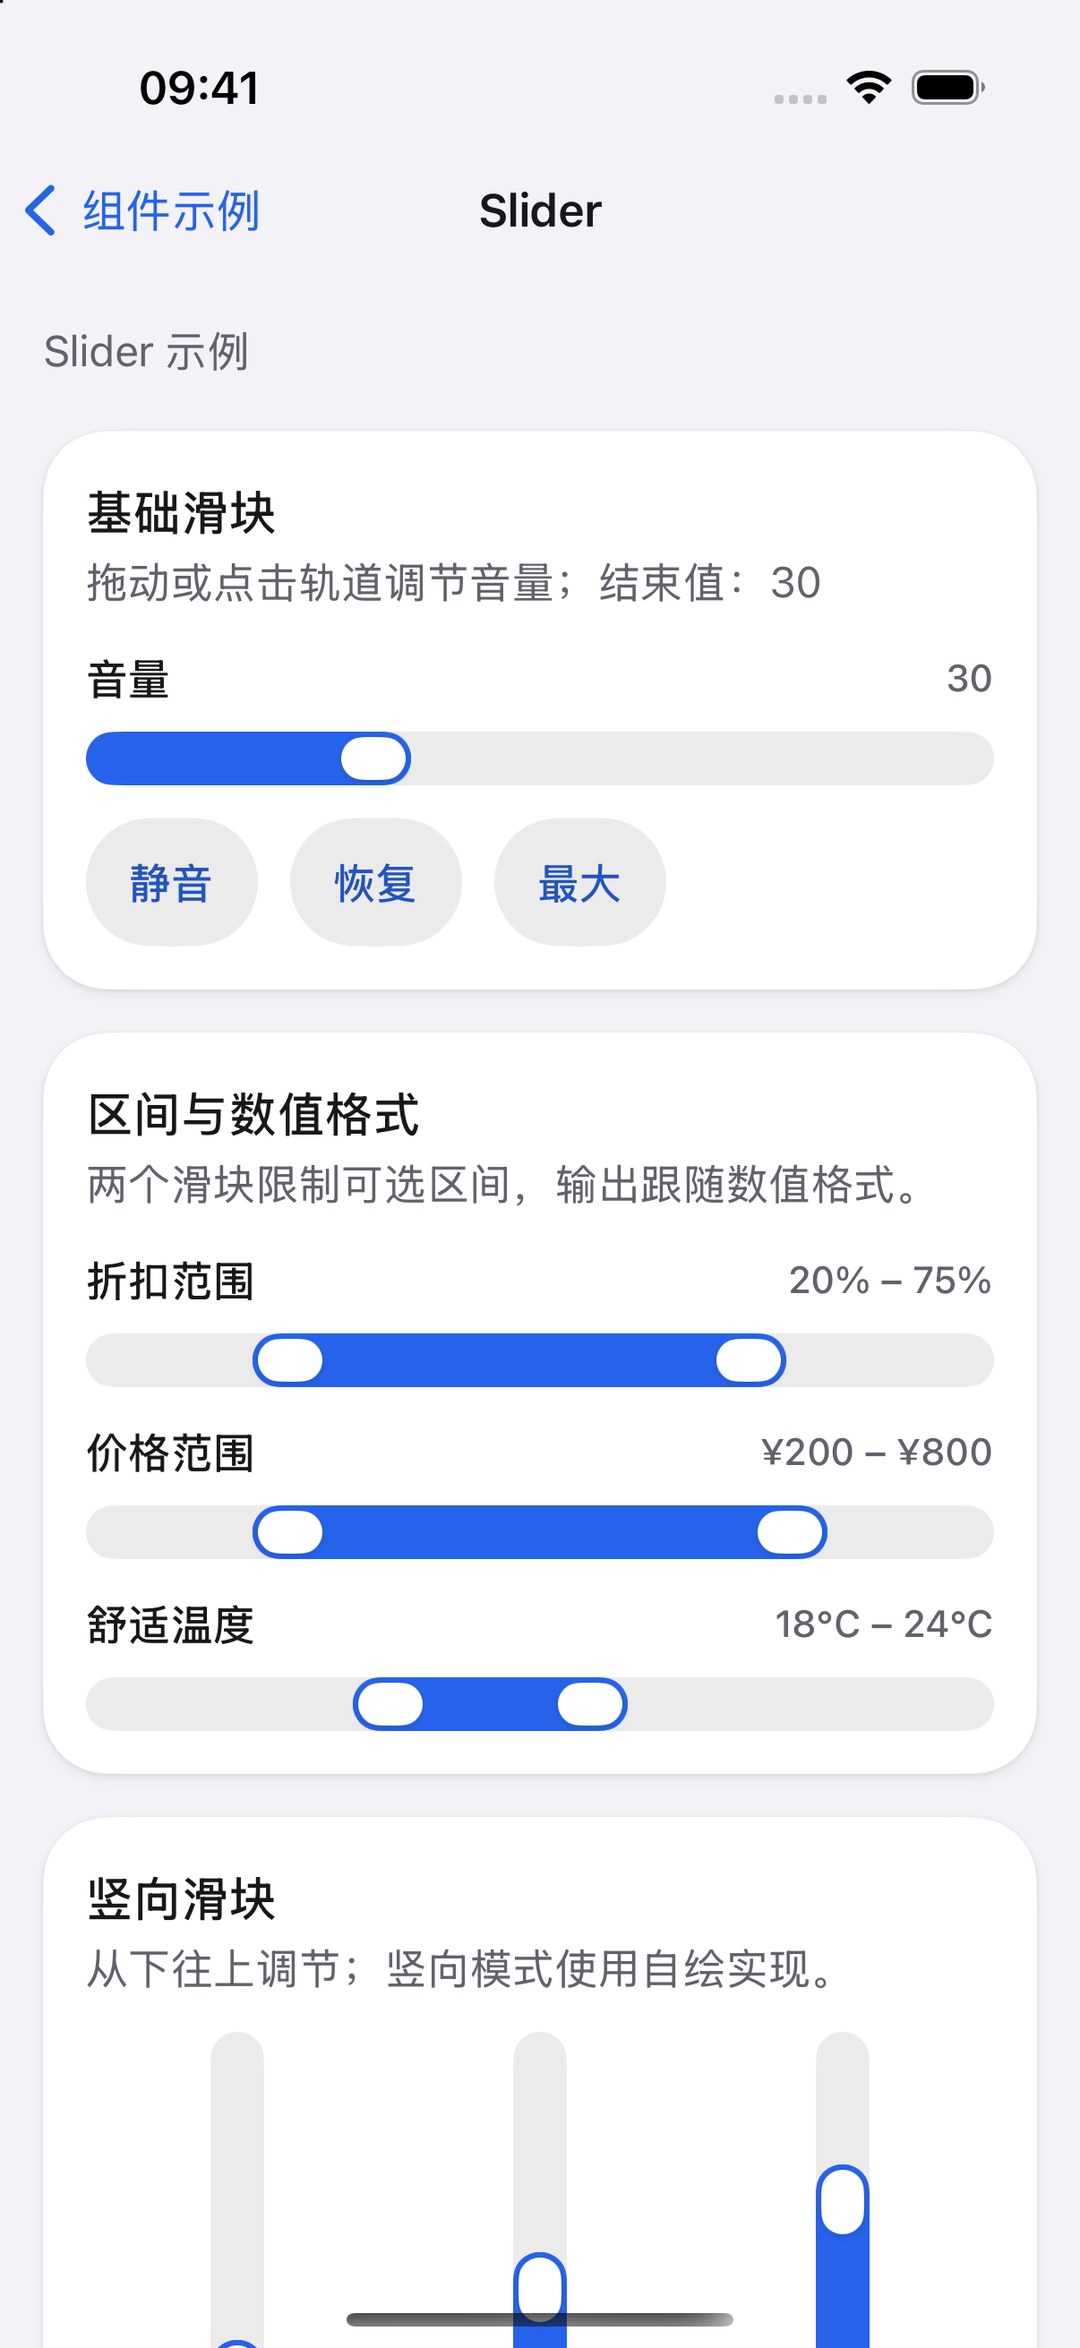 09:41
组件示例
Slider
Slider 示例
基础滑块
拖动或点击轨道调节音量；结束值：30
音量
30
静音
恢复
最大
区间与数值格式
两个滑块限制可选区间，输出跟随数值格式。
折扣范围
20% – 75%
价格范围
¥200 – ¥800
舒适温度
18°C – 24°C
竖向滑块
从下往上调节；竖向模式使用自绘实现。